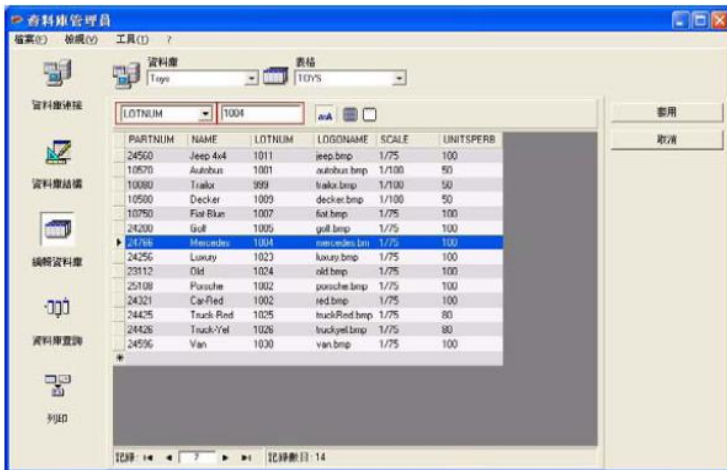 資料庫管理員
檔案(F) 檢視(V) 工具(T) ?
資料庫 表格
Toys TOYS
資料庫連接
資料庫結構
編輯資料庫
資料庫查詢
列印
LOTNUM 1004
套用
取消
PARTNUM NAME LOTNUM LOGONAME SCALE UNITSPERB
24560 Jeep 4x4 1011 jeep.bmp 1/75 100
10570 Autobus 1001 autobus.bmp 1/100 50
10080 Trailor 999 trailor.bmp 1/100 50
10500 Decker 1009 decker.bmp 1/100 50
10750 Fiat-Blue 1007 fiat.bmp 1/75 100
24200 Golf 1005 golf.bmp 1/75 100
24766 Mercedes 1004 mercedes.bm 1/75 100
24256 Luxury 1023 luxury.bmp 1/75 100
23112 Old 1024 old.bmp 1/75 100
25108 Porsche 1002 porsche.bmp 1/75 100
24321 Car-Red 1002 red.bmp 1/75 100
24425 Truck-Red 1025 truckRed.bmp 1/75 80
24426 Truck-Yel 1026 truckyel.bmp 1/75 80
24596 Van 1030 van.bmp 1/75 100
記錄: 7 記錄數目: 14